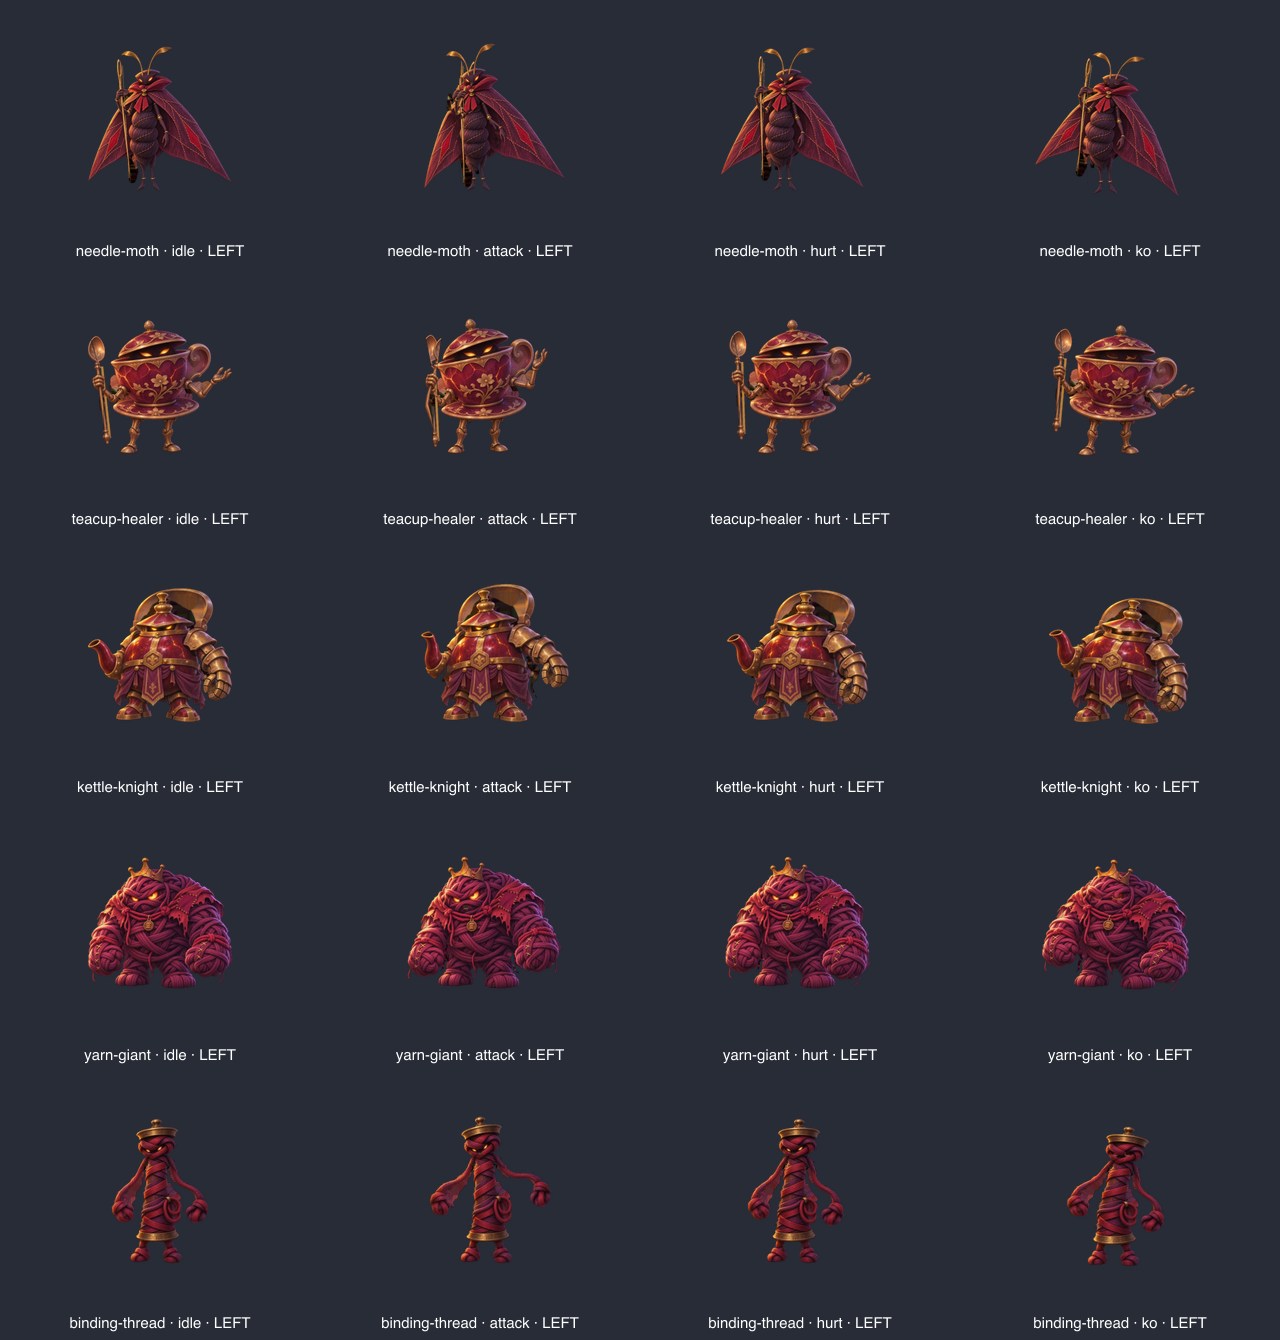 needle-moth · idle · LEFT
needle-moth · attack · LEFT
needle-moth · hurt · LEFT
needle-moth · ko · LEFT
teacup-healer · idle · LEFT
teacup-healer · attack · LEFT
teacup-healer · hurt · LEFT
teacup-healer · ko · LEFT
kettle-knight · idle · LEFT
kettle-knight · attack · LEFT
kettle-knight · hurt · LEFT
kettle-knight · ko · LEFT
yarn-giant · idle · LEFT
yarn-giant · attack · LEFT
yarn-giant · hurt · LEFT
yarn-giant · ko · LEFT
binding-thread · idle · LEFT
binding-thread · attack · LEFT
binding-thread · hurt · LEFT
binding-thread · ko · LEFT